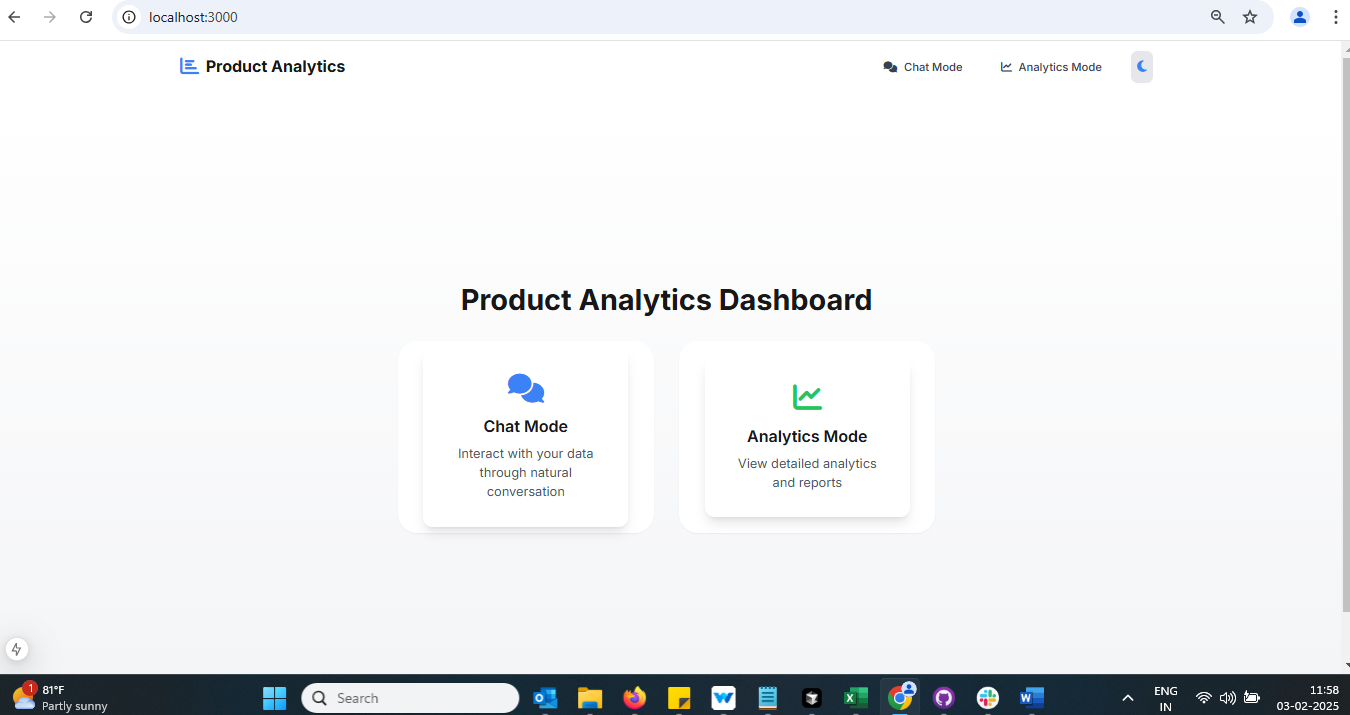 localhost:3000
Product Analytics
Chat Mode
Analytics Mode
Product Analytics Dashboard
Chat Mode
Interact with your data
through natural
conversation
Analytics Mode
View detailed analytics
and reports
1
81°F
Partly sunny
Search
ENG
IN
11:58
03-02-2025